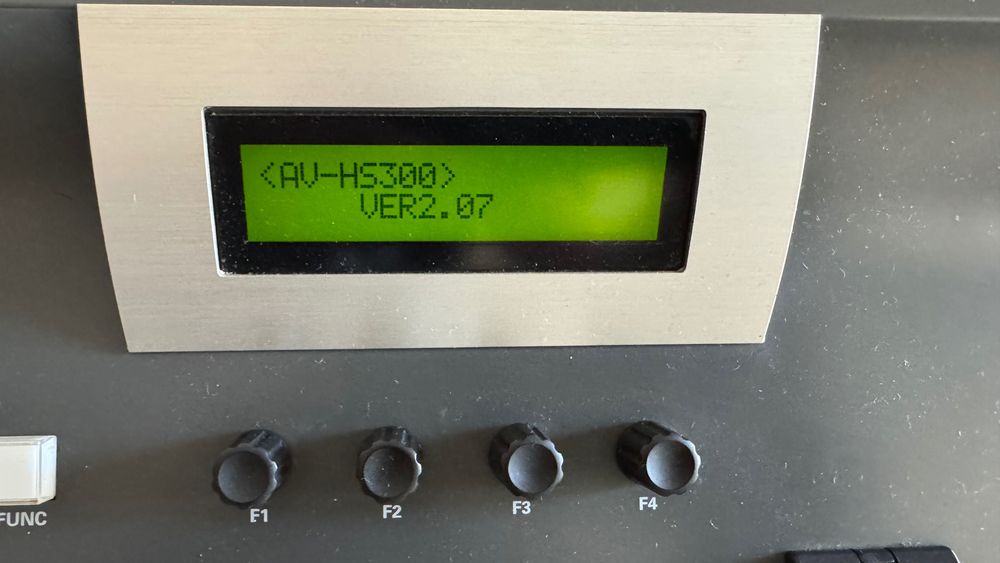 <AV-HS300>
VER2.07
FUNC
F1
F2
F3
F4